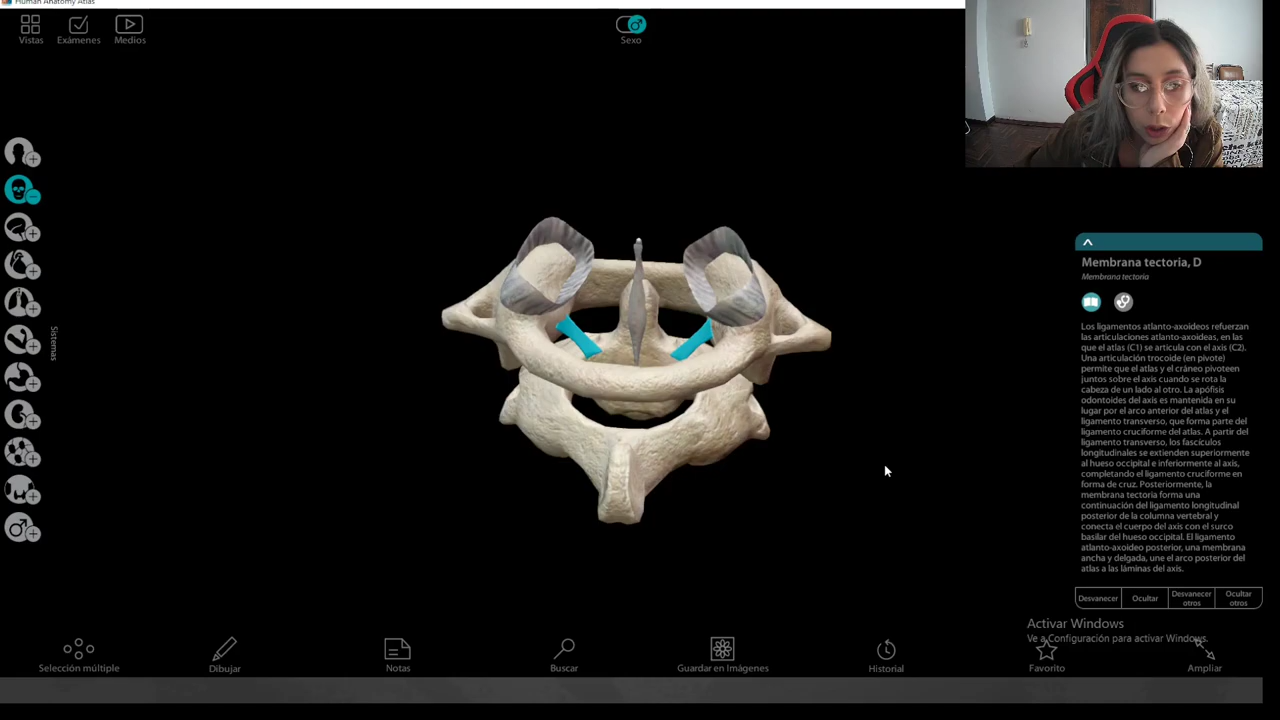 Human Anatomy Atlas
Vistas
Exámenes
Medios
Sexo
Sistemas
Membrana tectoria, D
Membrana tectoria
Los ligamentos atlanto-axoideos refuerzan
las articulaciones atlanto-axoideas, en las
que el atlas (C1) se articula con el axis (C2).
Una articulación trocoide (en pivote)
permite que el atlas y el cráneo pivoteen
juntos sobre el axis cuando se rota la
cabeza de un lado al otro. La apófisis
odontoides del axis es mantenida en su
lugar por el arco anterior del atlas y el
ligamento transverso, que forma parte del
ligamento cruciforme del atlas. A partir del
ligamento transverso, los fascículos
longitudinales se extienden superiormente
al hueso occipital e inferiormente al axis,
completando el ligamento cruciforme en
forma de cruz. Posteriormente, la
membrana tectoria forma una
continuación del ligamento longitudinal
posterior de la columna vertebral y
conecta el cuerpo del axis con el surco
basilar del hueso occipital. El ligamento
atlanto-axoideo posterior, una membrana
ancha y delgada, une el arco posterior del
atlas a las láminas del axis.
Desvanecer
Ocultar
Desvanecer
otros
Ocultar
otros
Activar Windows
Ve a Configuración para activar Windows.
Selección múltiple
Dibujar
Notas
Buscar
Guardar en Imágenes
Historial
Favorito
Ampliar